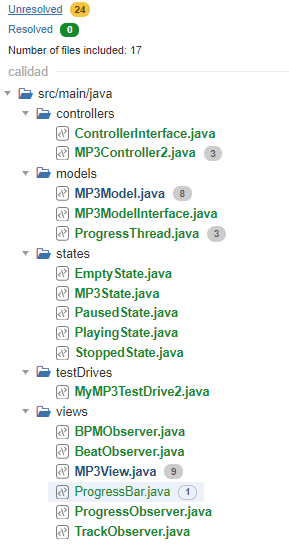 Unresolved 24
Resolved 0
Number of files included: 17
calidad
src/main/java
controllers
ControllerInterface.java
MP3Controller2.java 3
models
MP3Model.java 8
MP3ModelInterface.java
ProgressThread.java 3
states
EmptyState.java
MP3State.java
PausedState.java
PlayingState.java
StoppedState.java
testDrives
MyMP3TestDrive2.java
views
BPMObserver.java
BeatObserver.java
MP3View.java 9
ProgressBar.java 1
ProgressObserver.java
TrackObserver.java